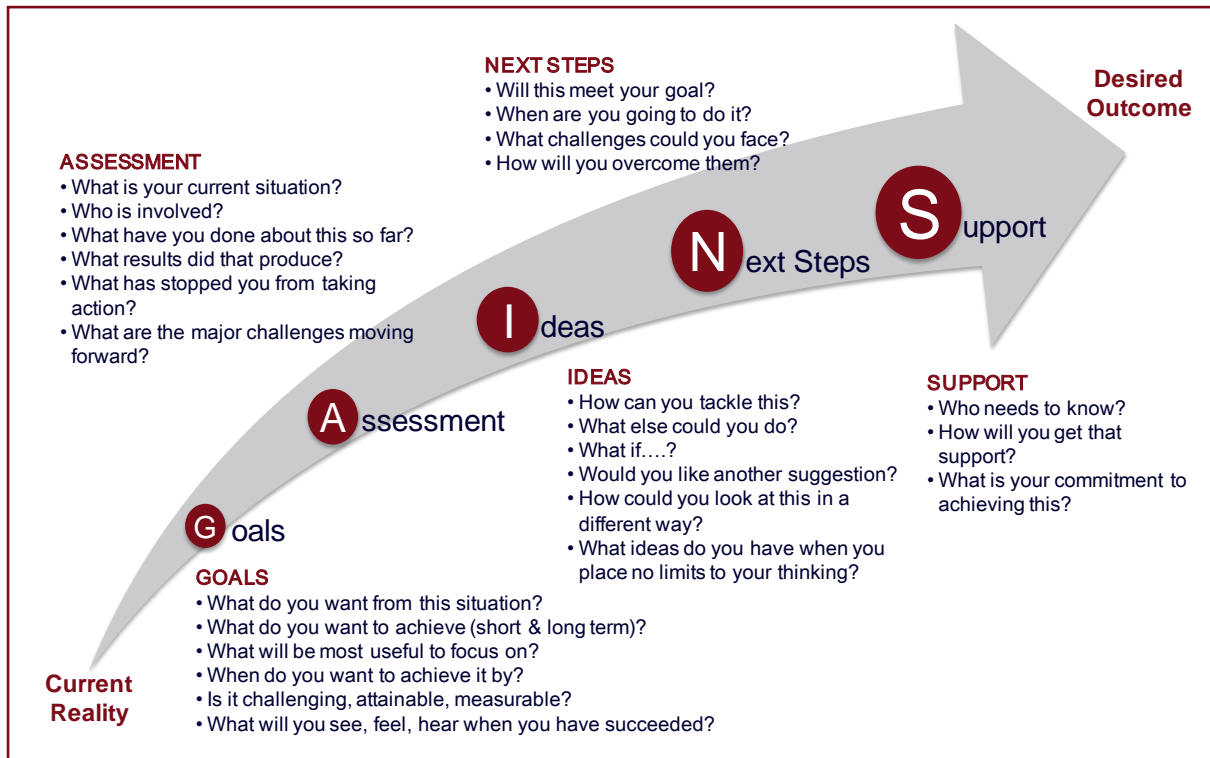 NEXT STEPS
• Will this meet your goal?
• When are you going to do it?
• What challenges could you face?
• How will you overcome them?
Desired
Outcome
ASSESSMENT
• What is your current situation?
• Who is involved?
• What have you done about this so far?
• What results did that produce?
• What has stopped you from taking
action?
• What are the major challenges moving
forward?
Support
Next Steps
Ideas
Assessment
Goals
IDEAS
• How can you tackle this?
• What else could you do?
• What if….?
• Would you like another suggestion?
• How could you look at this in a
different way?
• What ideas do you have when you
place no limits to your thinking?
SUPPORT
• Who needs to know?
• How will you get that
support?
• What is your commitment to
achieving this?
GOALS
• What do you want from this situation?
• What do you want to achieve (short & long term)?
• What will be most useful to focus on?
• When do you want to achieve it by?
• Is it challenging, attainable, measurable?
• What will you see, feel, hear when you have succeeded?
Current
Reality